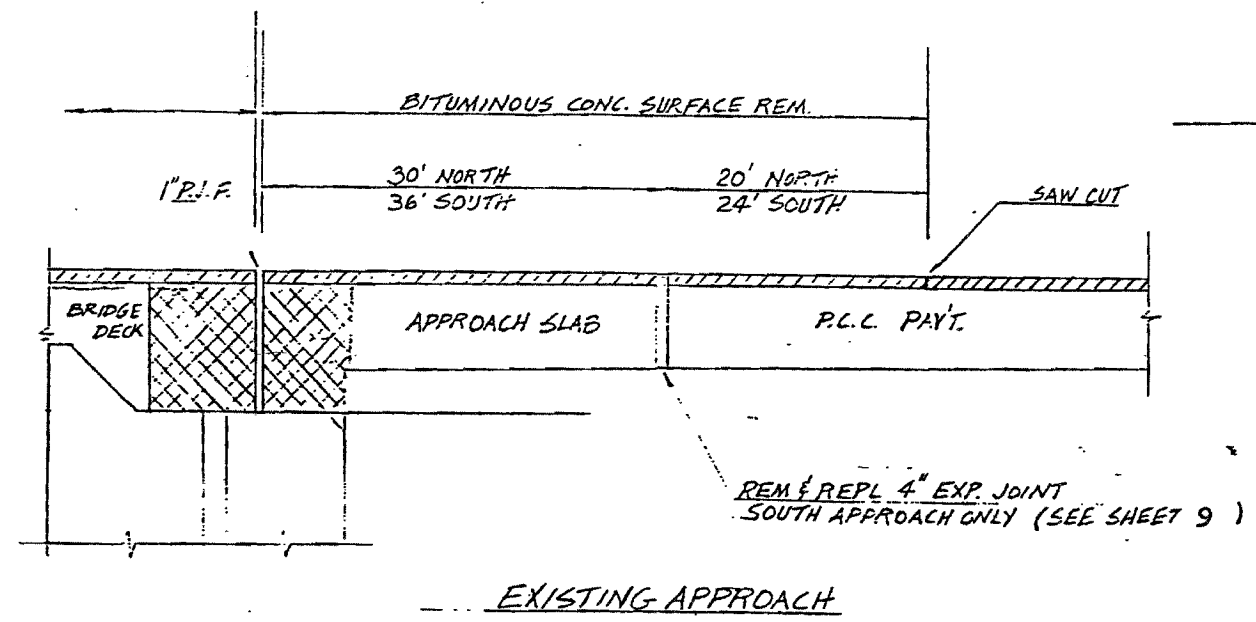 BITUMINOUS CONC. SURFACE REM.
1" P.J.F.
30' NORTH
36' SOUTH
20' NORTH
24' SOUTH
SAW CUT
BRIDGE
DECK
APPROACH SLAB
P.C.C. PAV'T.
REM & REPL 4" EXP. JOINT
SOUTH APPROACH ONLY (SEE SHEET 9 )
EXISTING APPROACH